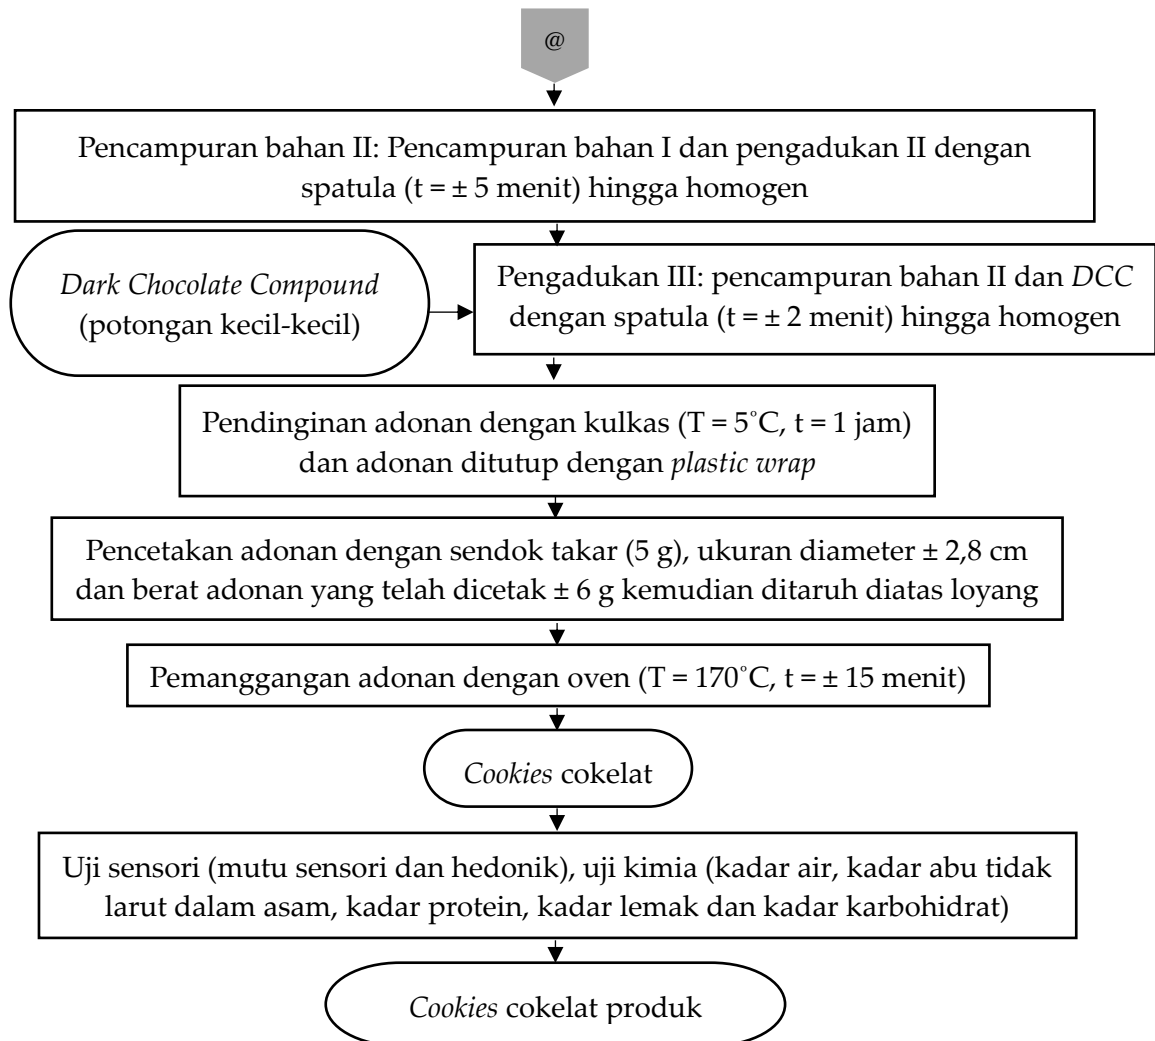 @
Pencampuran bahan II: Pencampuran bahan I dan pengadukan II dengan
spatula (t = ± 5 menit) hingga homogen
Dark Chocolate Compound
(potongan kecil-kecil)
Pengadukan III: pencampuran bahan II dan DCC
dengan spatula (t = ± 2 menit) hingga homogen
Pendinginan adonan dengan kulkas (T = 5°C, t = 1 jam)
dan adonan ditutup dengan plastic wrap
Pencetakan adonan dengan sendok takar (5 g), ukuran diameter ± 2,8 cm
dan berat adonan yang telah dicetak ± 6 g kemudian ditaruh diatas loyang
Pemanggangan adonan dengan oven (T = 170°C, t = ± 15 menit)
Cookies cokelat
Uji sensori (mutu sensori dan hedonik), uji kimia (kadar air, kadar abu tidak
larut dalam asam, kadar protein, kadar lemak dan kadar karbohidrat)
Cookies cokelat produk